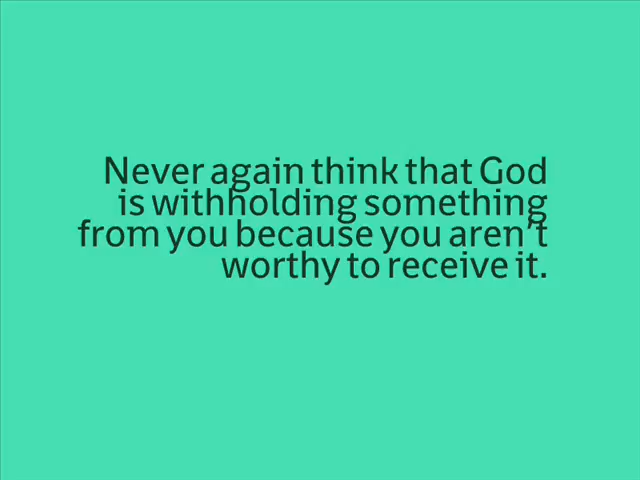 Never again think that God
is withholding something
from you because you aren't
worthy to receive it.